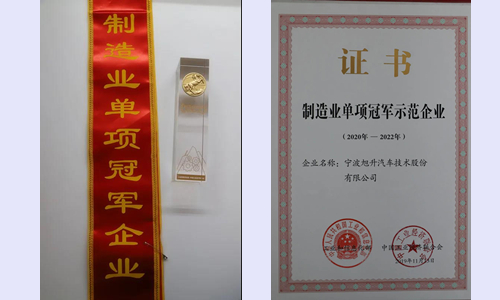 制造业单项冠军企业
证书
制造业单项冠军示范企业
（2020年—2022年）
企业名称：宁波旭升汽车技术股份
有限公司